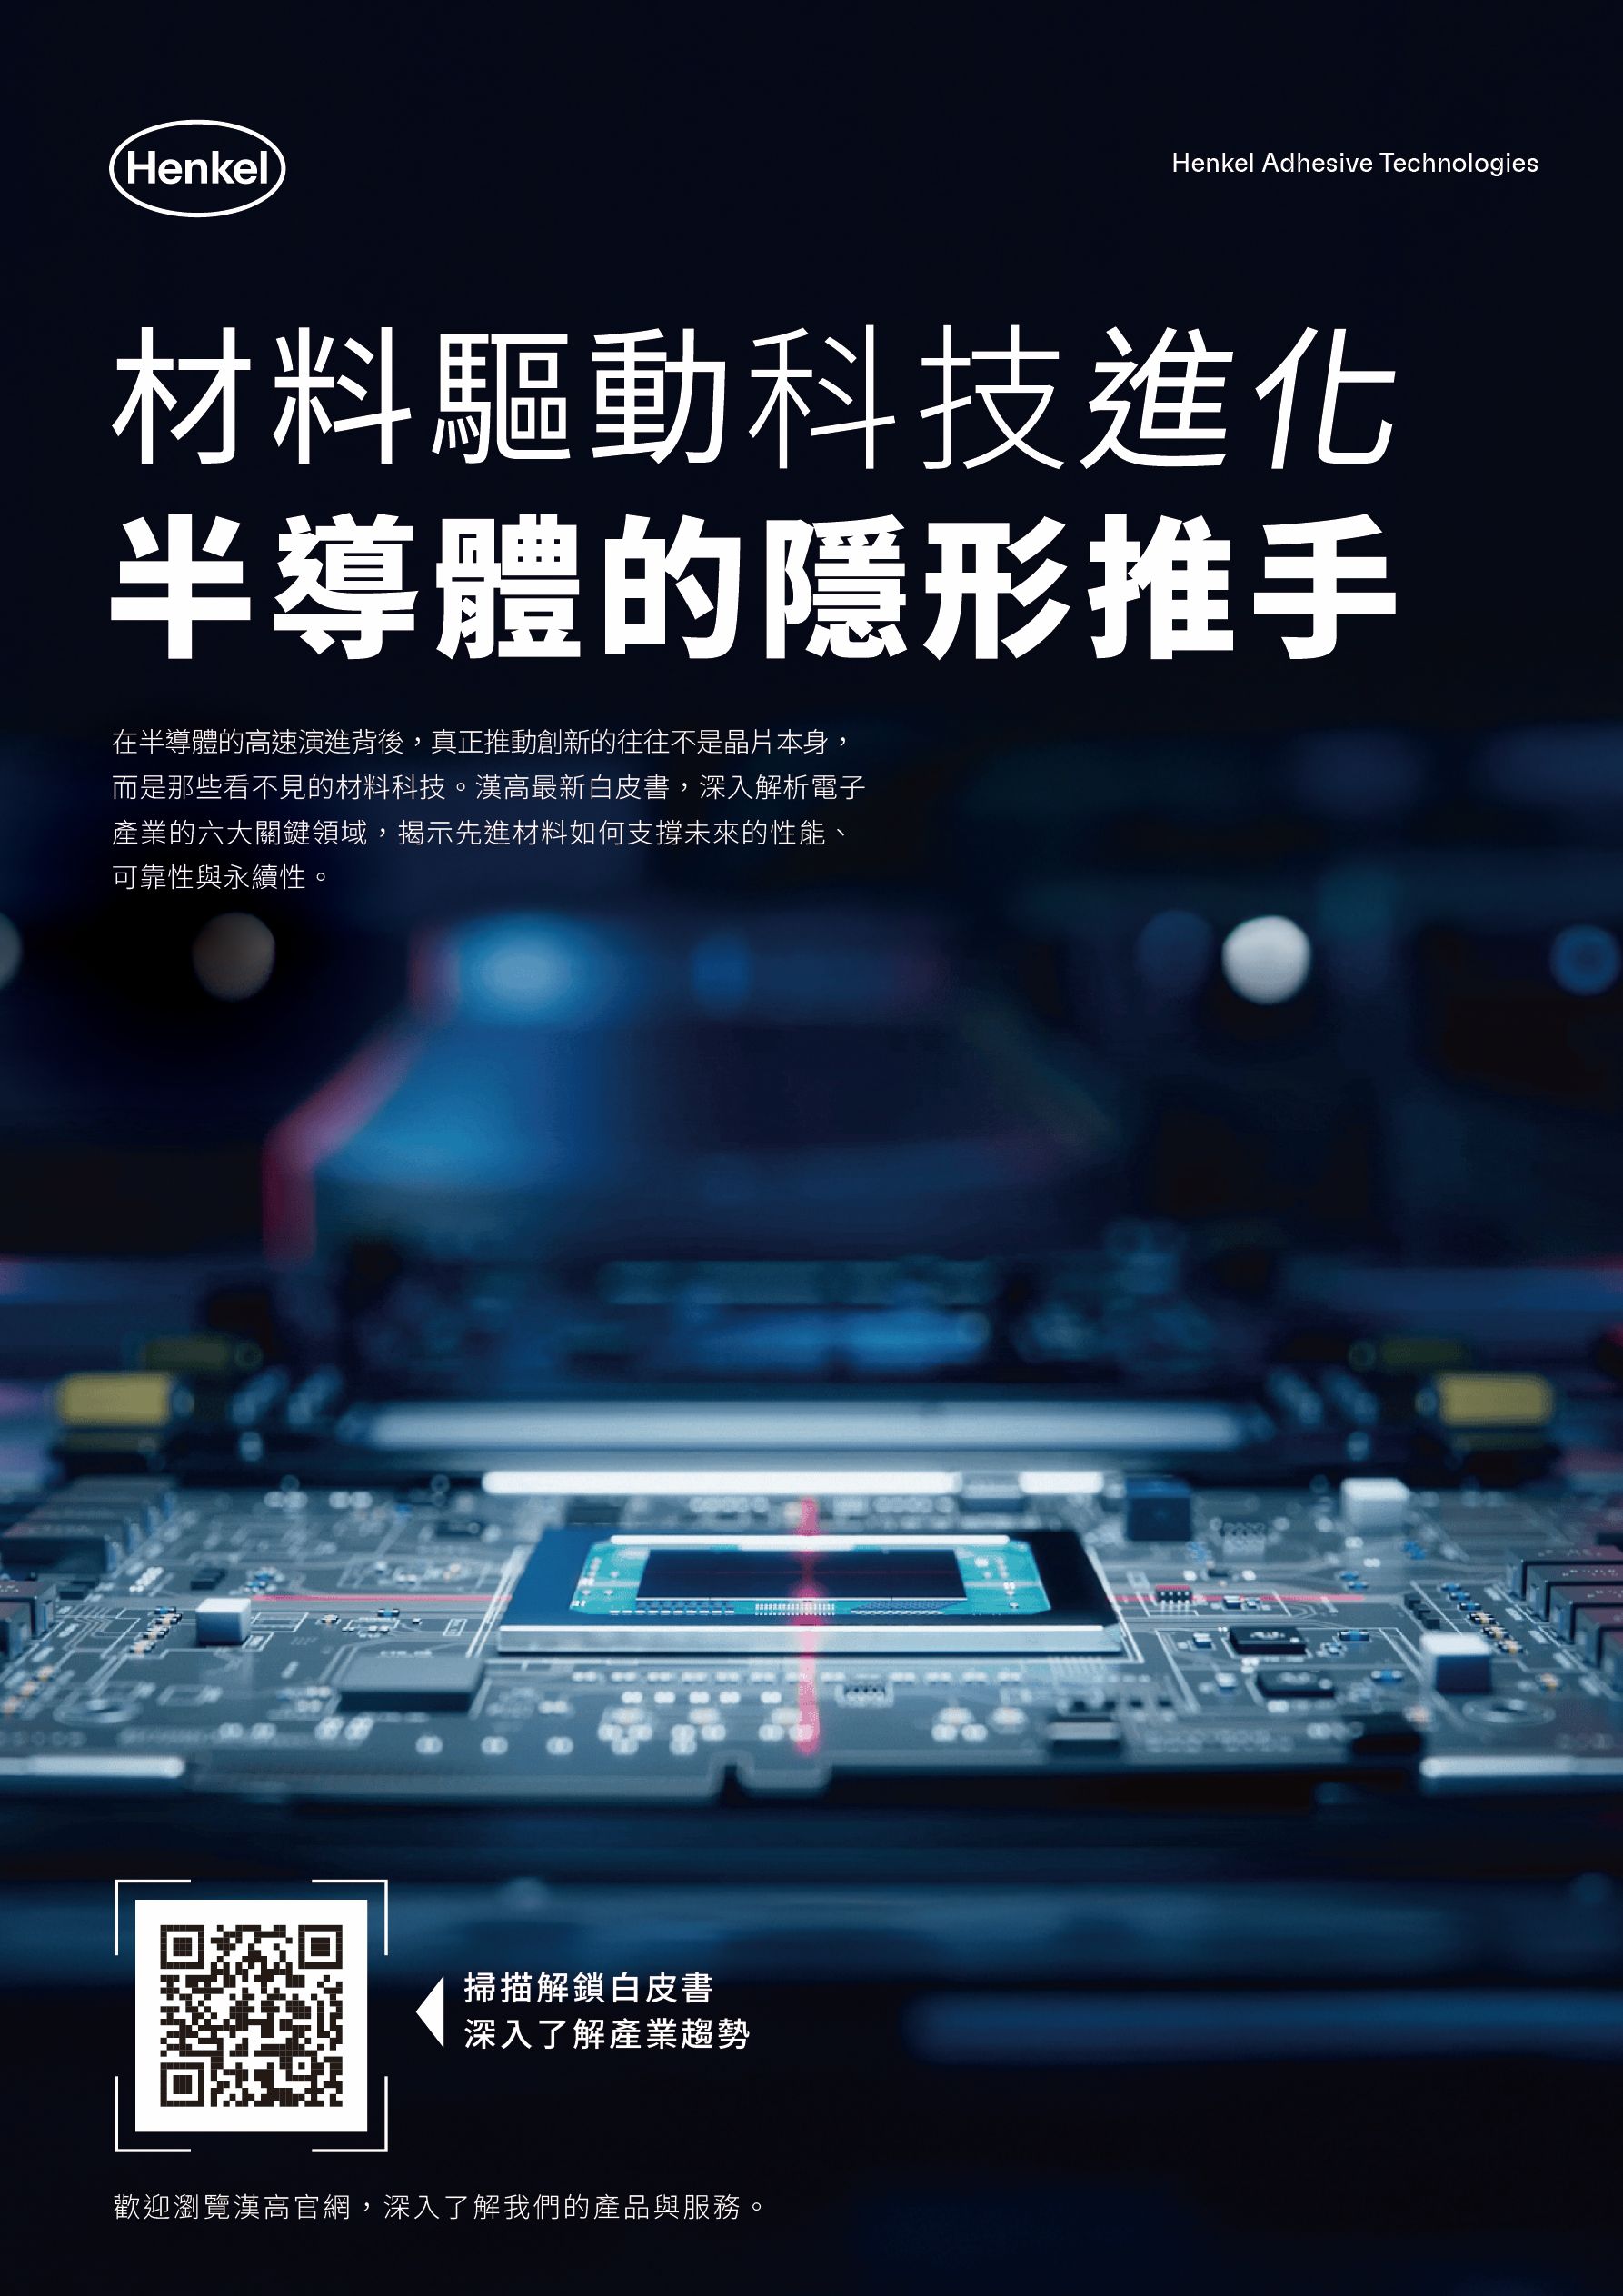 Henkel
Henkel Adhesive Technologies
材料驅動科技進化
半導體的隱形推手
在半導體的高速演進背後，真正推動創新的往往不是晶片本身，
而是那些看不見的材料科技。漢高最新白皮書，深入解析電子
產業的六大關鍵領域，揭示先進材料如何支撐未來的性能、
可靠性與永續性。
掃描解鎖白皮書
深入了解產業趨勢
歡迎瀏覽漢高官網，深入了解我們的產品與服務。